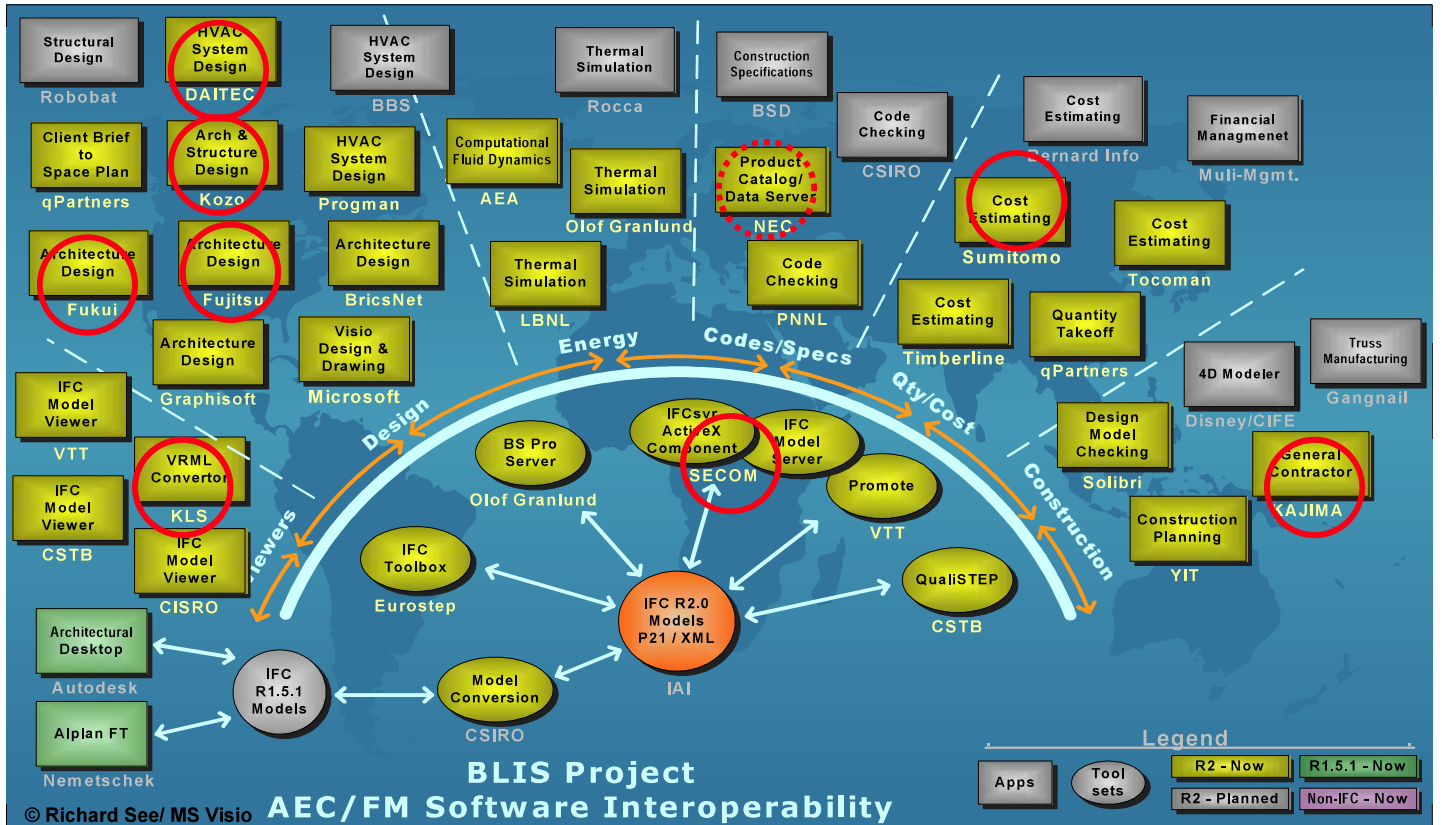 Structural
Design
Robobat
HVAC
System
Design
DAITEC
HVAC
System
Design
BBS
Thermal
Simulation
Rocca
Construction
Specifications
BSD
Code
Checking
CSIRO
Cost
Estimating
Bernard Info
Financial
Managmenet
Muli-Mgmt.
Client Brief
to
Space Plan
qPartners
Arch &
Structure
Design
Kozo
HVAC
System
Design
Progman
Computational
Fluid Dynamics
AEA
Thermal
Simulation
Olof Granlund
Product
Catalog/
Data Server
NEC
Cost
Estimating
Sumitomo
Cost
Estimating
Tocoman
Architecture
Design
Fukui
Architecture
Design
Fujitsu
Architecture
Design
BricsNet
Thermal
Simulation
LBNL
Code
Checking
PNNL
Cost
Estimating
Timberline
Quantity
Takeoff
qPartners
Architecture
Design
Graphisoft
Visio
Design &
Drawing
Microsoft
4D Modeler
Disney/CIFE
Truss
Manufacturing
Gangnail
IFC
Model
Viewer
VTT
VRML
Convertor
KLS
IFC
Model
Viewer
CSTB
IFC
Model
Viewer
CISRO
Viewers
Design
Energy
Codes/Specs
Qty/Cost
Construction
Design
Model
Checking
Solibri
General
Contractor
KAJIMA
Construction
Planning
YIT
BS Pro
Server
Olof Granlund
IFCsvr
ActiveX
Component
IFC
Model
Server
SECOM
Promote
VTT
IFC
Toolbox
Eurostep
QualiSTEP
CSTB
IFC R2.0
Models
P21 / XML
IAI
Architectural
Desktop
Autodesk
IFC
R1.5.1
Models
Model
Conversion
CSIRO
Alplan FT
Nemetschek
BLIS Project
AEC/FM Software Interoperability
© Richard See/ MS Visio
Legend
Apps
Tool
sets
R2 - Now
R1.5.1 - Now
R2 - Planned
Non-IFC - Now